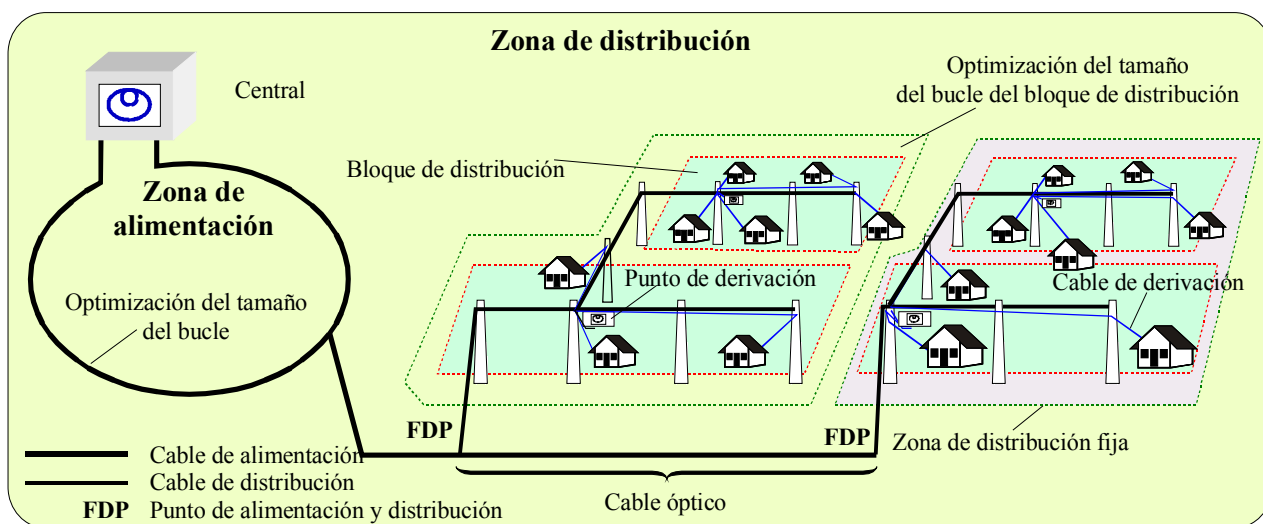 Zona de distribución
Central
Optimización del tamaño
del bucle del bloque de distribución
Bloque de distribución
Zona de
alimentación
Punto de derivación
Cable de derivación
Optimización del tamaño
del bucle
FDP
FDP
Zona de distribución fija
Cable de alimentación
Cable de distribución
FDP Punto de alimentación y distribución
Cable óptico